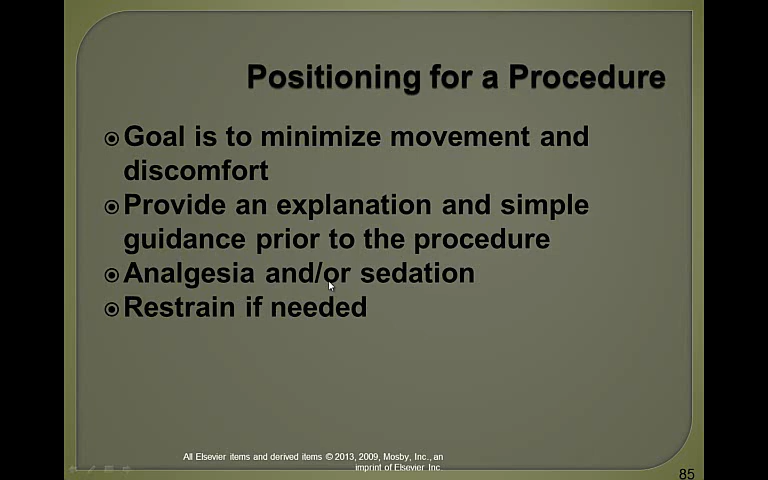 Positioning for a Procedure
Goal is to minimize movement and
discomfort
Provide an explanation and simple
guidance prior to the procedure
Analgesia and/or sedation
Restrain if needed
All Elsevier items and derived items © 2013, 2009, Mosby, Inc., an
imprint of Elsevier Inc.
85